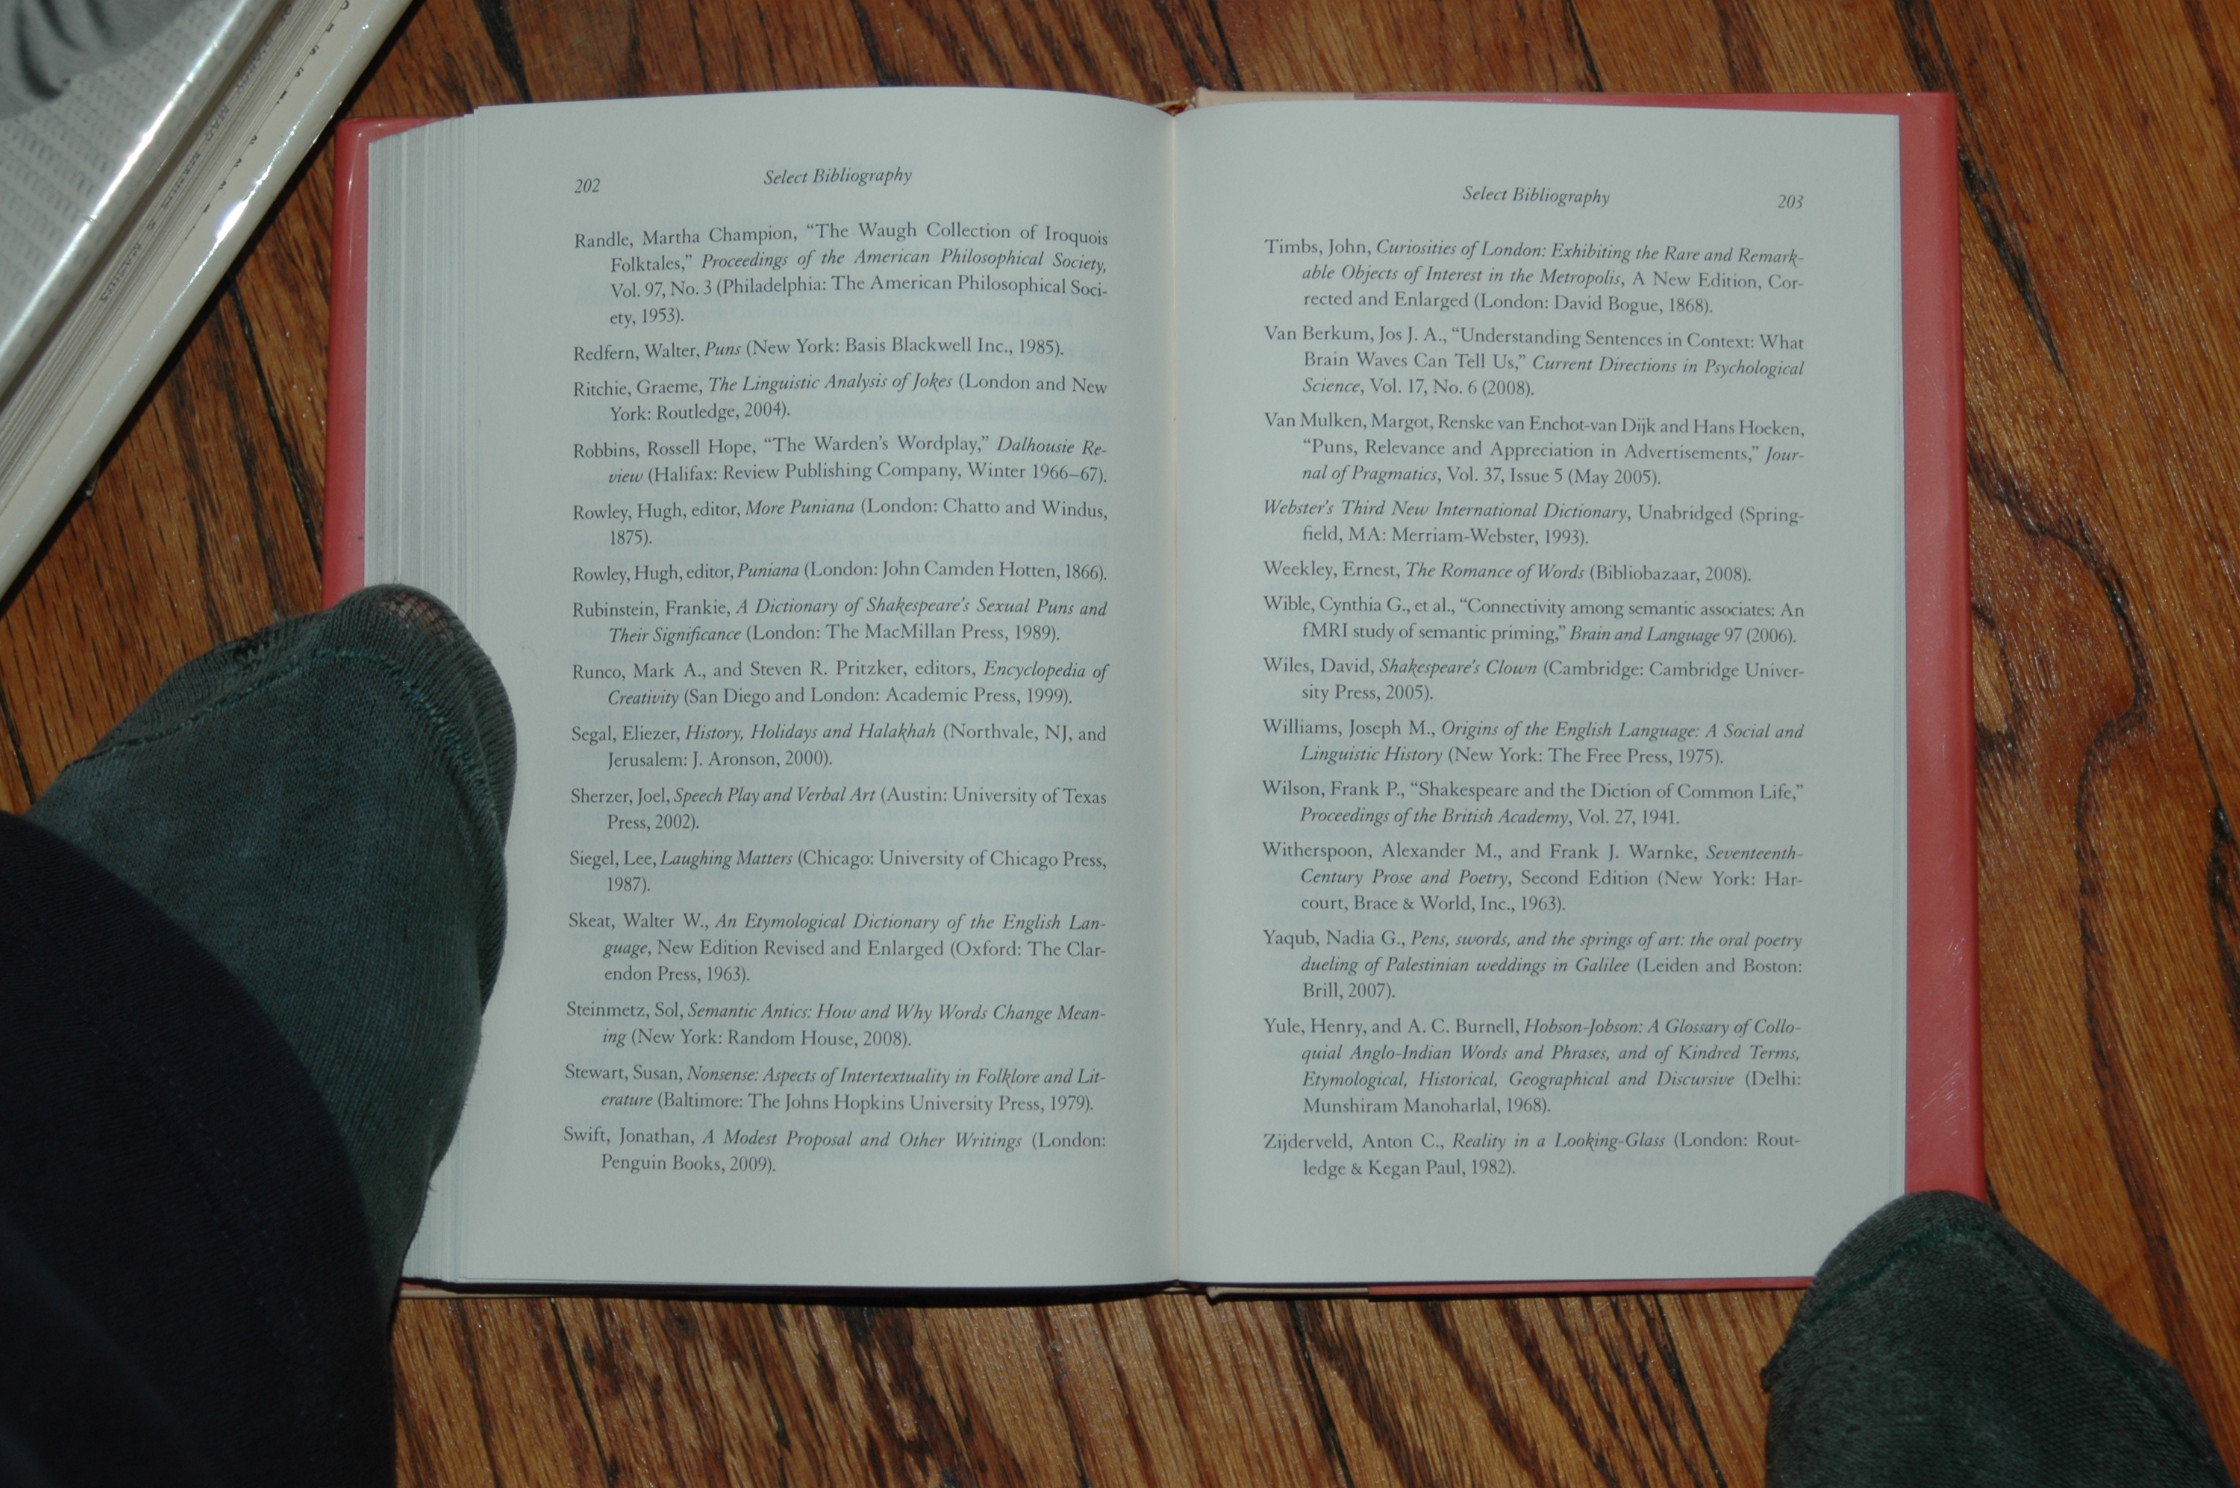 202
Select Bibliography
Randle, Martha Champion, “The Waugh Collection of Iroquois
Folktales,” Proceedings of the American Philosophical Society,
Vol. 97, No. 3 (Philadelphia: The American Philosophical Soci-
ety, 1953).
Redfern, Walter, Puns (New York: Basis Blackwell Inc., 1985).
Ritchie, Graeme, The Linguistic Analysis of Jokes (London and New
York: Routledge, 2004).
Robbins, Rossell Hope, “The Warden’s Wordplay,” Dalhousie Re-
view (Halifax: Review Publishing Company, Winter 1966–67).
Rowley, Hugh, editor, More Puniana (London: Chatto and Windus,
1875).
Rowley, Hugh, editor, Puniana (London: John Camden Hotten, 1866).
Rubinstein, Frankie, A Dictionary of Shakespeare’s Sexual Puns and
Their Significance (London: The MacMillan Press, 1989).
Runco, Mark A., and Steven R. Pritzker, editors, Encyclopedia of
Creativity (San Diego and London: Academic Press, 1999).
Segal, Eliezer, History, Holidays and Halakhah (Northvale, NJ, and
Jerusalem: J. Aronson, 2000).
Sherzer, Joel, Speech Play and Verbal Art (Austin: University of Texas
Press, 2002).
Siegel, Lee, Laughing Matters (Chicago: University of Chicago Press,
1987).
Skeat, Walter W., An Etymological Dictionary of the English Lan-
guage, New Edition Revised and Enlarged (Oxford: The Clar-
endon Press, 1963).
Steinmetz, Sol, Semantic Antics: How and Why Words Change Mean-
ing (New York: Random House, 2008).
Stewart, Susan, Nonsense: Aspects of Intertextuality in Folklore and Lit-
erature (Baltimore: The Johns Hopkins University Press, 1979).
Swift, Jonathan, A Modest Proposal and Other Writings (London:
Penguin Books, 2009).
Select Bibliography
203
Timbs, John, Curiosities of London: Exhibiting the Rare and Remark-
able Objects of Interest in the Metropolis, A New Edition, Cor-
rected and Enlarged (London: David Bogue, 1868).
Van Berkum, Jos J. A., “Understanding Sentences in Context: What
Brain Waves Can Tell Us,” Current Directions in Psychological
Science, Vol. 17, No. 6 (2008).
Van Mulken, Margot, Renske van Enchot-van Dijk and Hans Hoeken,
“Puns, Relevance and Appreciation in Advertisements,” Jour-
nal of Pragmatics, Vol. 37, Issue 5 (May 2005).
Webster’s Third New International Dictionary, Unabridged (Spring-
field, MA: Merriam-Webster, 1993).
Weekley, Ernest, The Romance of Words (Bibliobazaar, 2008).
Wible, Cynthia G., et al., “Connectivity among semantic associates: An
fMRI study of semantic priming,” Brain and Language 97 (2006).
Wiles, David, Shakespeare’s Clown (Cambridge: Cambridge Univer-
sity Press, 2005).
Williams, Joseph M., Origins of the English Language: A Social and
Linguistic History (New York: The Free Press, 1975).
Wilson, Frank P., “Shakespeare and the Diction of Common Life,”
Proceedings of the British Academy, Vol. 27, 1941.
Witherspoon, Alexander M., and Frank J. Warnke, Seventeenth-
Century Prose and Poetry, Second Edition (New York: Har-
court, Brace & World, Inc., 1963).
Yaqub, Nadia G., Pens, swords, and the springs of art: the oral poetry
dueling of Palestinian weddings in Galilee (Leiden and Boston:
Brill, 2007).
Yule, Henry, and A. C. Burnell, Hobson-Jobson: A Glossary of Collo-
quial Anglo-Indian Words and Phrases, and of Kindred Terms,
Etymological, Historical, Geographical and Discursive (Delhi:
Munshiram Manoharlal, 1968).
Zijderveld, Anton C., Reality in a Looking-Glass (London: Rout-
ledge & Kegan Paul, 1982).